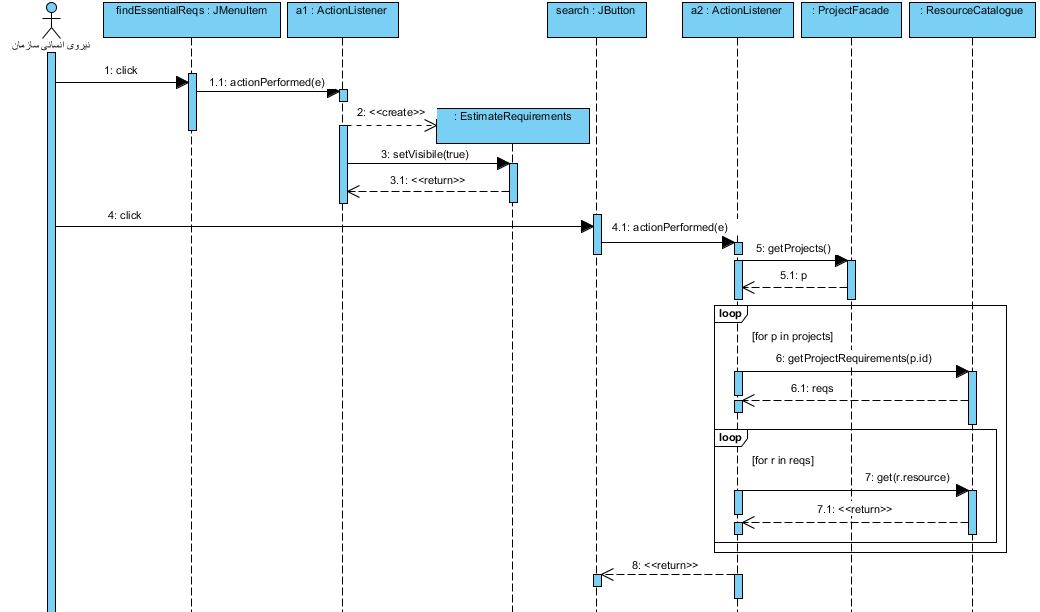 findEssentialReqs : JMenuItem
a1 : ActionListener
search : JButton
a2 : ActionListener
: ProjectFacade
: ResourceCatalogue
نیروی انسانی سازمان
1: click
1.1: actionPerformed(e)
2: <<create>>
: EstimateRequirements
3: setVisibile(true)
3.1: <<return>>
4: click
4.1: actionPerformed(e)
5: getProjects()
5.1: p
loop
[for p in projects]
6: getProjectRequirements(p.id)
6.1: reqs
loop
[for r in reqs]
7: get(r.resource)
7.1: <<return>>
8: <<return>>